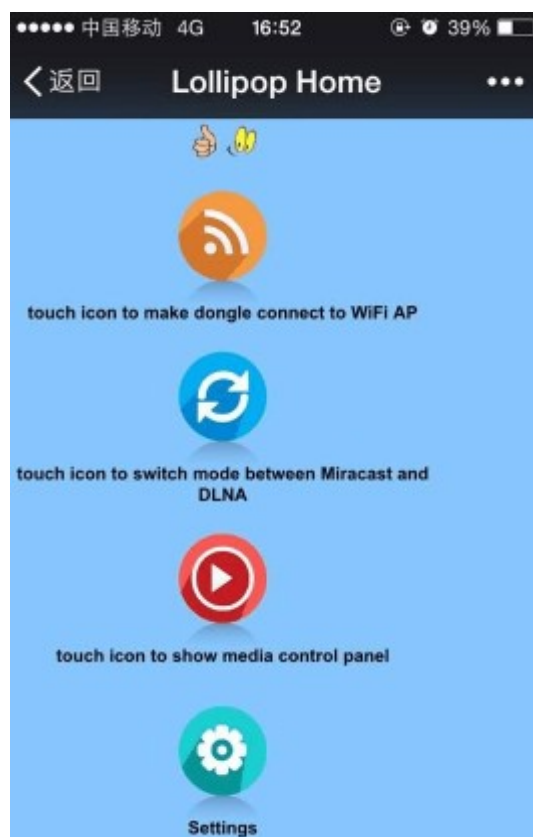 中国移动 4G 16:52 39%
返回 Lollipop Home
touch icon to make dongle connect to WiFi AP
touch icon to switch mode between Miracast and
DLNA
touch icon to show media control panel
Settings